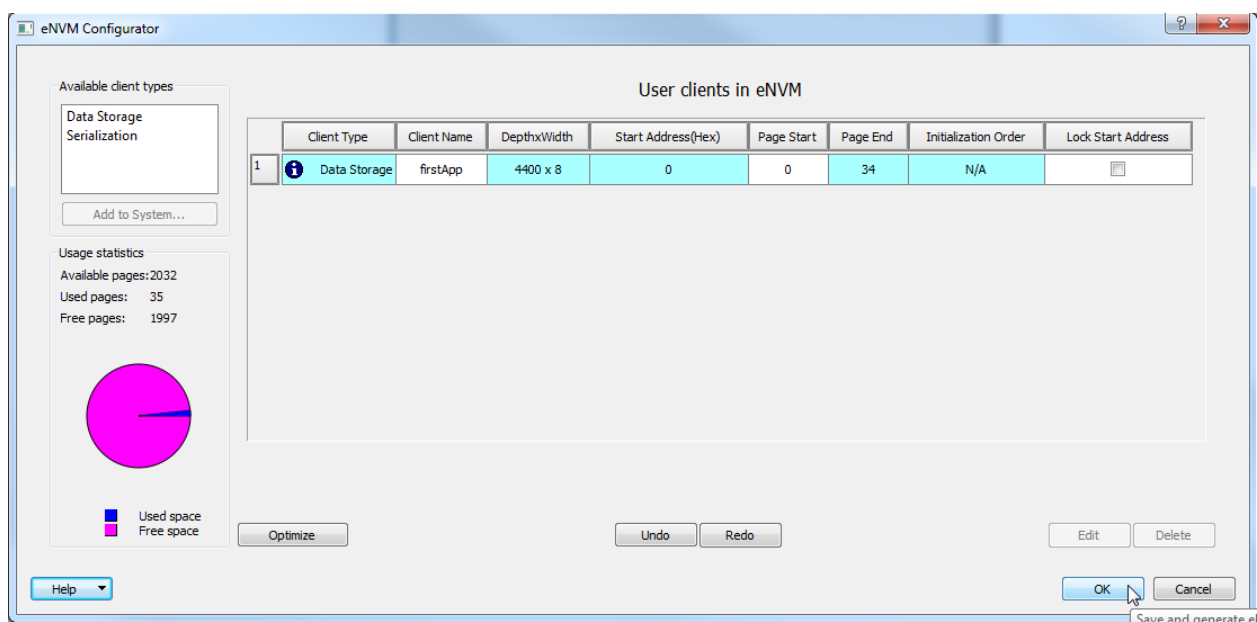 eNVM Configurator
Available client types
Data Storage
Serialization
Add to System...
Usage statistics
Available pages:2032
Used pages: 35
Free pages: 1997
Used space
Free space
User clients in eNVM
Client Type Client Name DepthxWidth Start Address(Hex) Page Start Page End Initialization Order Lock Start Address
1 Data Storage firstApp 4400 x 8 0 0 34 N/A
Optimize Undo Redo Edit Delete
Help OK Cancel
Save and generate